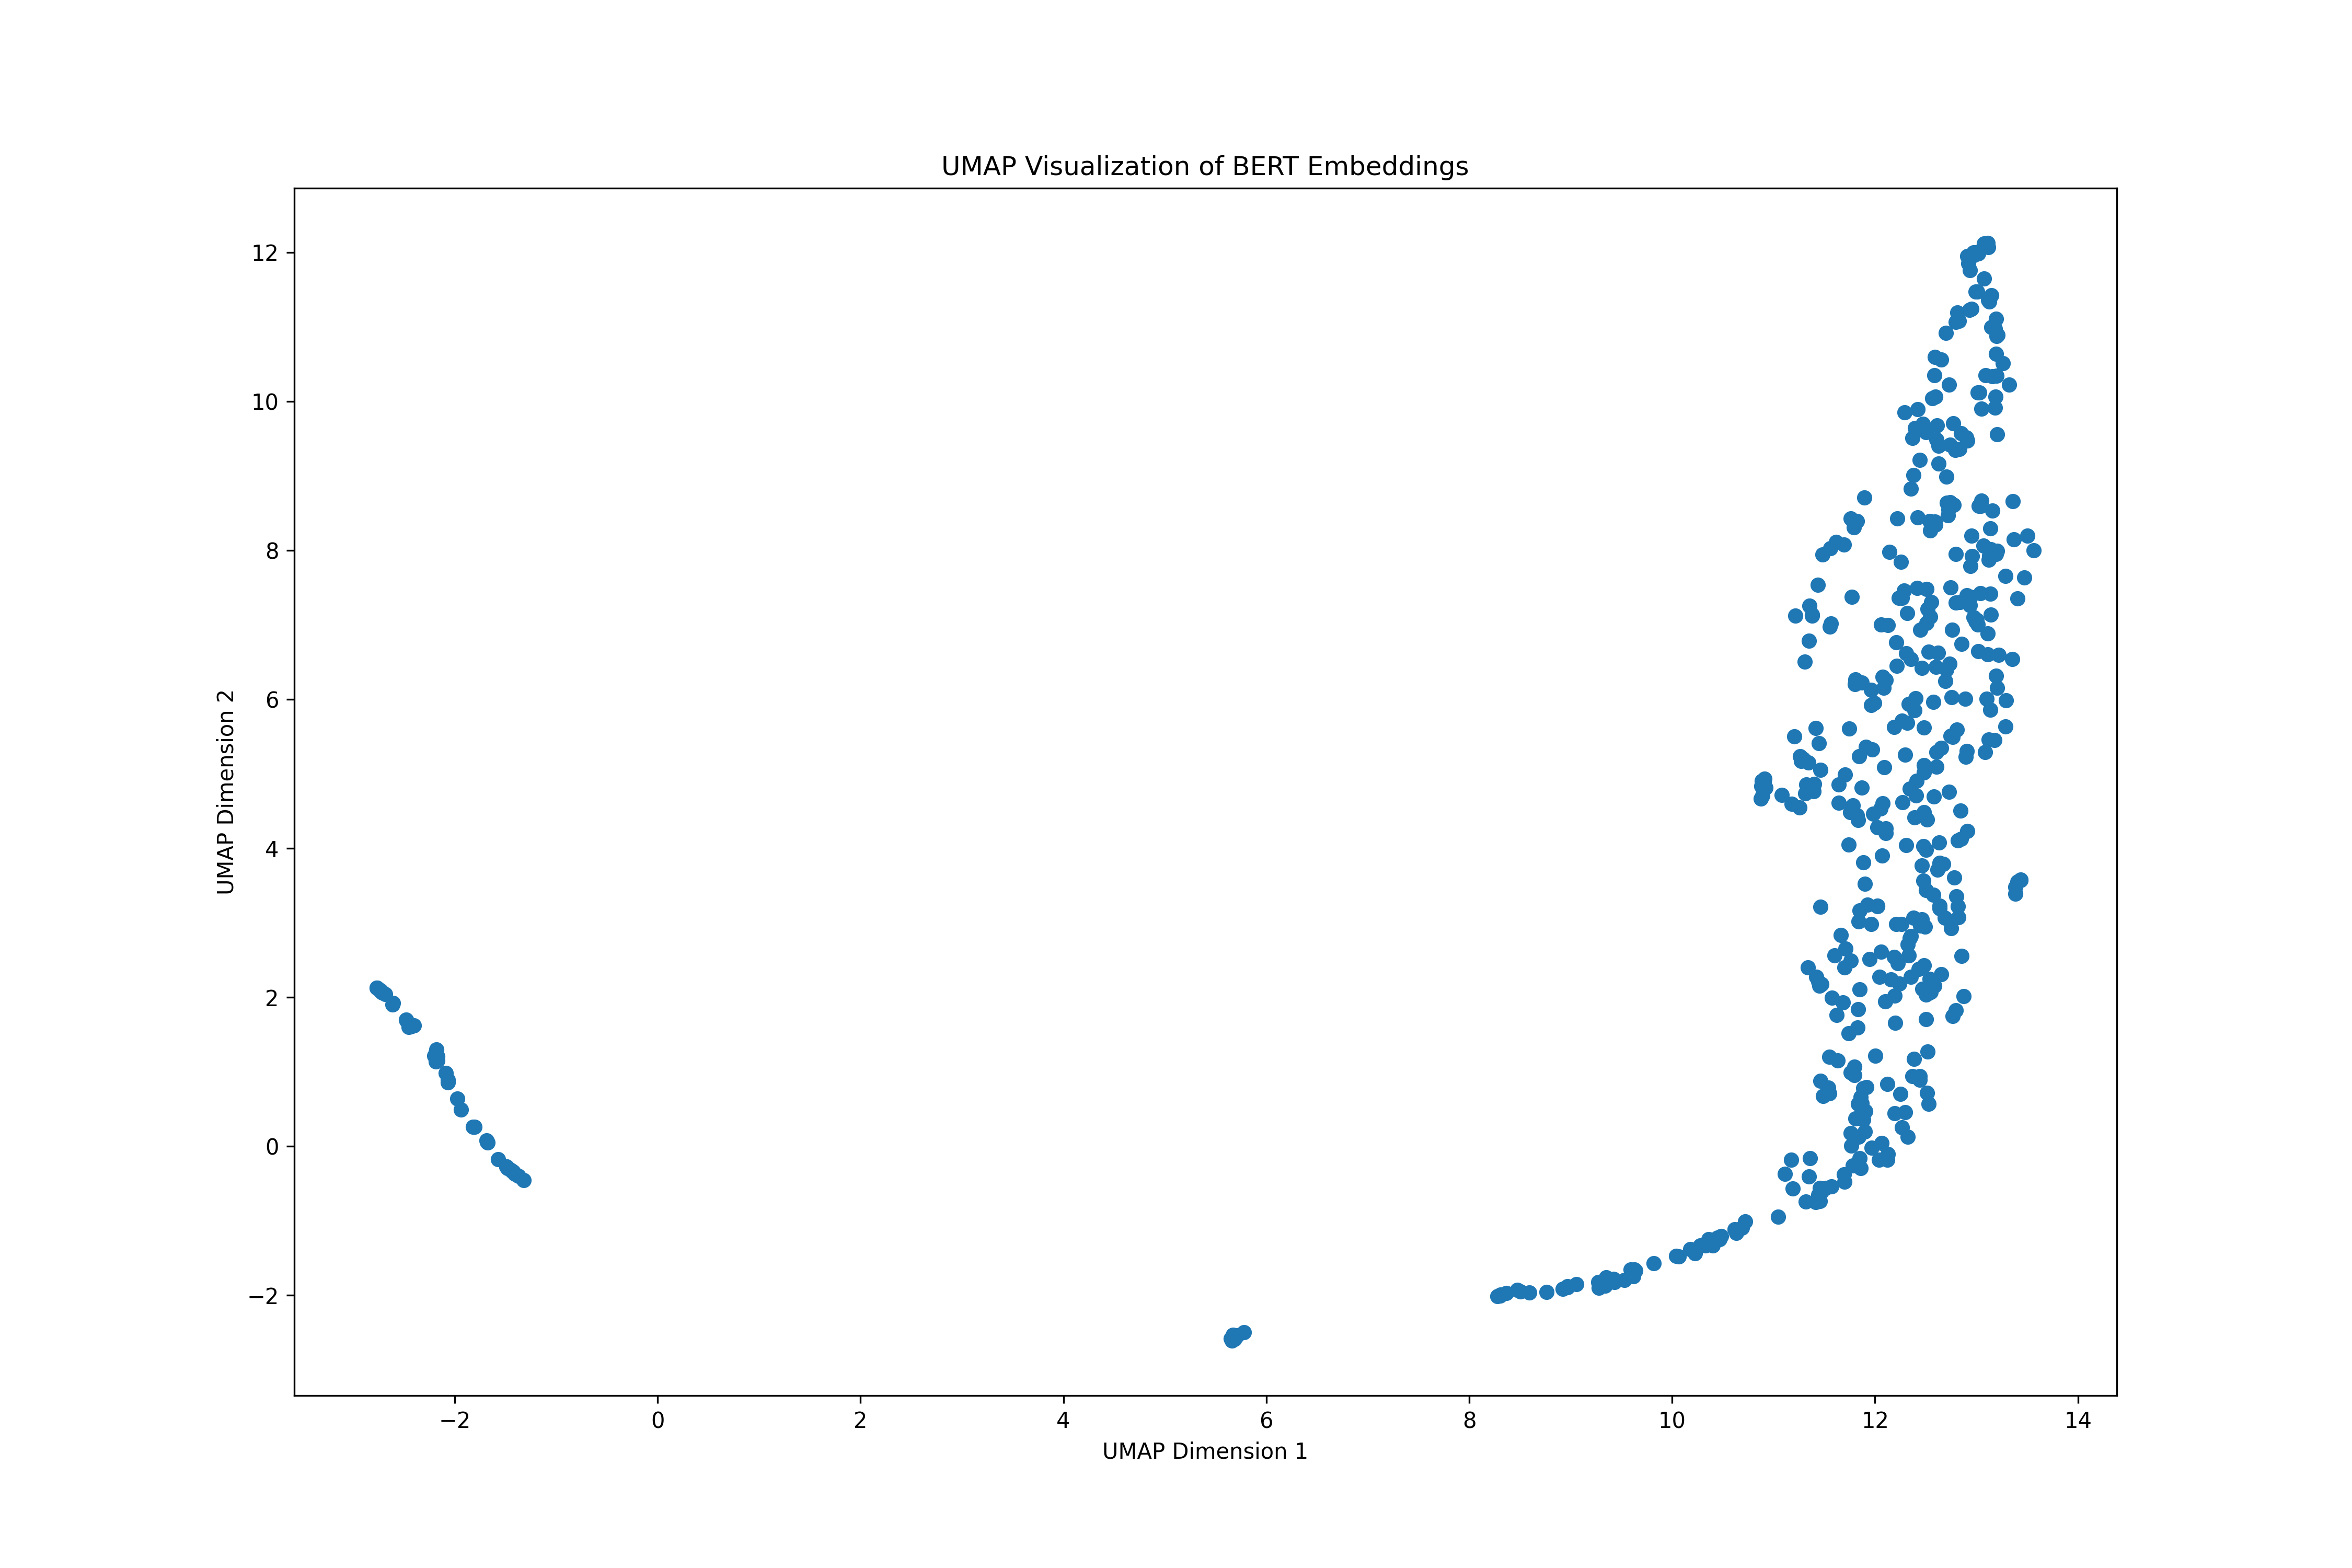 UMAP Visualization of BERT Embeddings
12
10
8
6
4
2
0
−2
UMAP Dimension 2
−2 0 2 4 6 8 10 12 14
UMAP Dimension 1